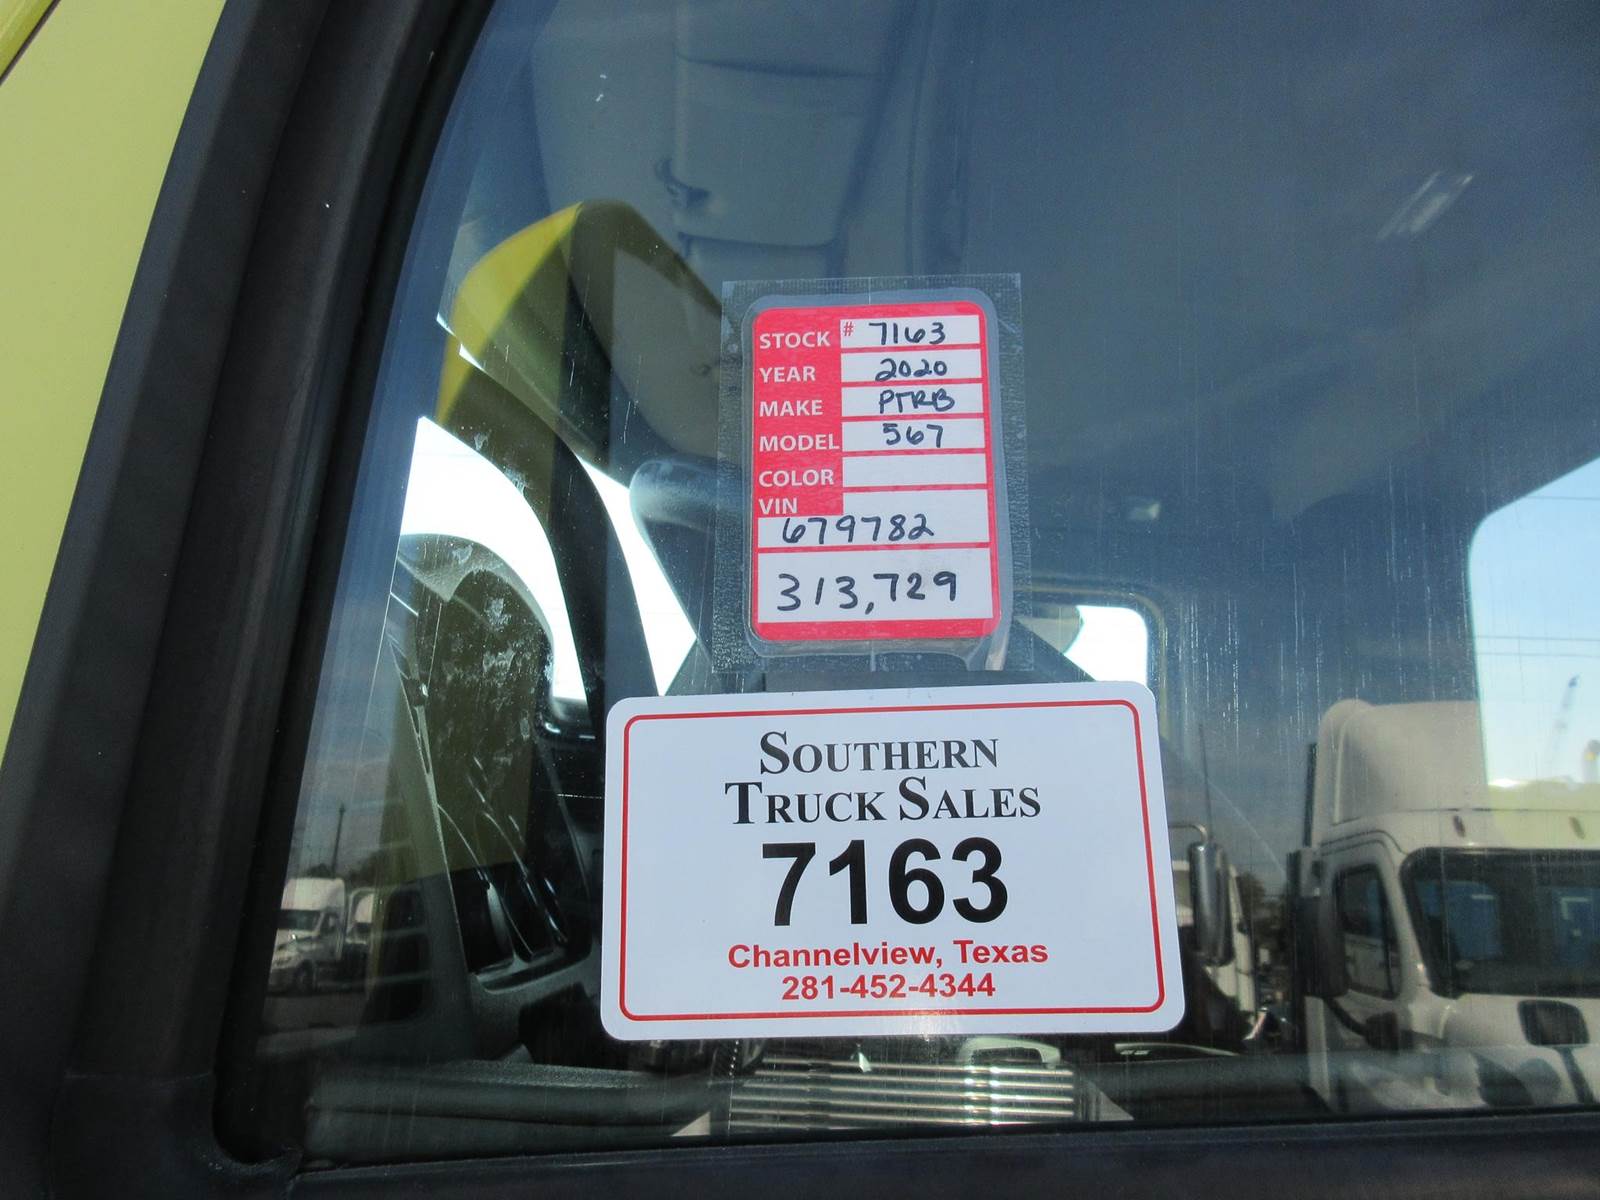 STOCK # 7163
YEAR 2020
MAKE PTRB
MODEL 567
COLOR
VIN
679782
313,729
SOUTHERN
TRUCK SALES
7163
Channelview, Texas
281-452-4344